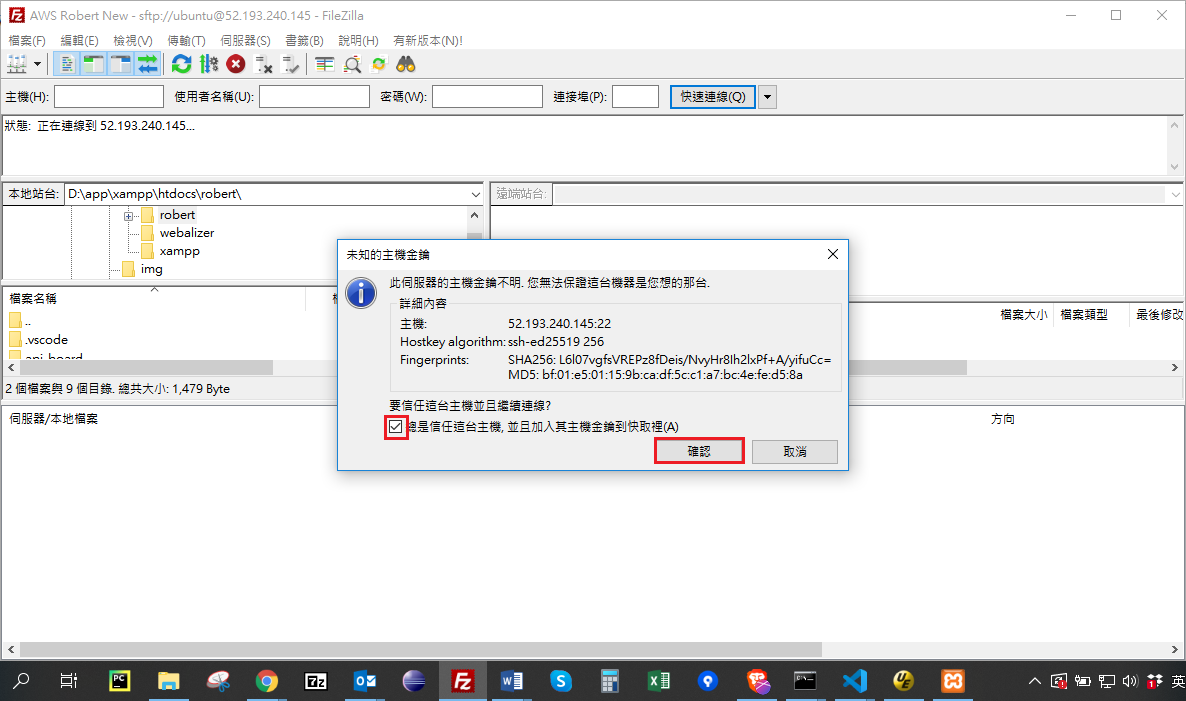 AWS Robert New - sftp://ubuntu@52.193.240.145 - FileZilla
檔案(F) 編輯(E) 檢視(V) 傳輸(T) 伺服器(S) 書籤(B) 說明(H) 有新版本(N)!
主機(H): 使用者名稱(U): 密碼(W): 連接埠(P): 快速連線(Q)
狀態: 正在連線到 52.193.240.145...
本地站台: D:\app\xampp\htdocs\robert\
遠端站台:
robert
webalizer
xampp
img
檔案名稱
..
.vscode
api_board
2 個檔案與 9 個目錄. 總共大小: 1,479 Byte
檔案大小 檔案類型 最後修改
伺服器/本地檔案 方向
未知的主機金鑰
此伺服器的主機金鑰不明. 您無法保證這台機器是您想的那台.
詳細內容
主機: 52.193.240.145:22
Hostkey algorithm: ssh-ed25519 256
Fingerprints: SHA256: L6l07vgfsVREPz8fDeis/NvyHr8Ih2lxPf+A/yifuCc=
MD5: bf:01:e5:01:15:9b:ca:df:5c:c1:a7:bc:4e:fe:d5:8a
要信任這台主機並且繼續連線?
總是信任這台主機, 並且加入其主機金鑰到快取裡(A)
確認 取消
英